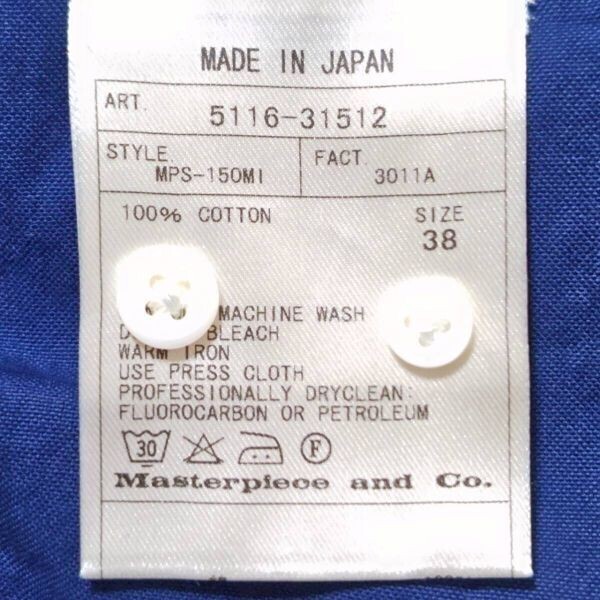 MADE IN JAPAN
ART. 5116-31512
STYLE. FACT.
MPS-150MI 3011A
100% COTTON SIZE
38
MACHINE WASH
BLEACH
WARM IRON
USE PRESS CLOTH
PROFESSIONALLY DRYCLEAN:
FLUOROCARBON OR PETROLEUM
30 F
Masterpiece and Co.